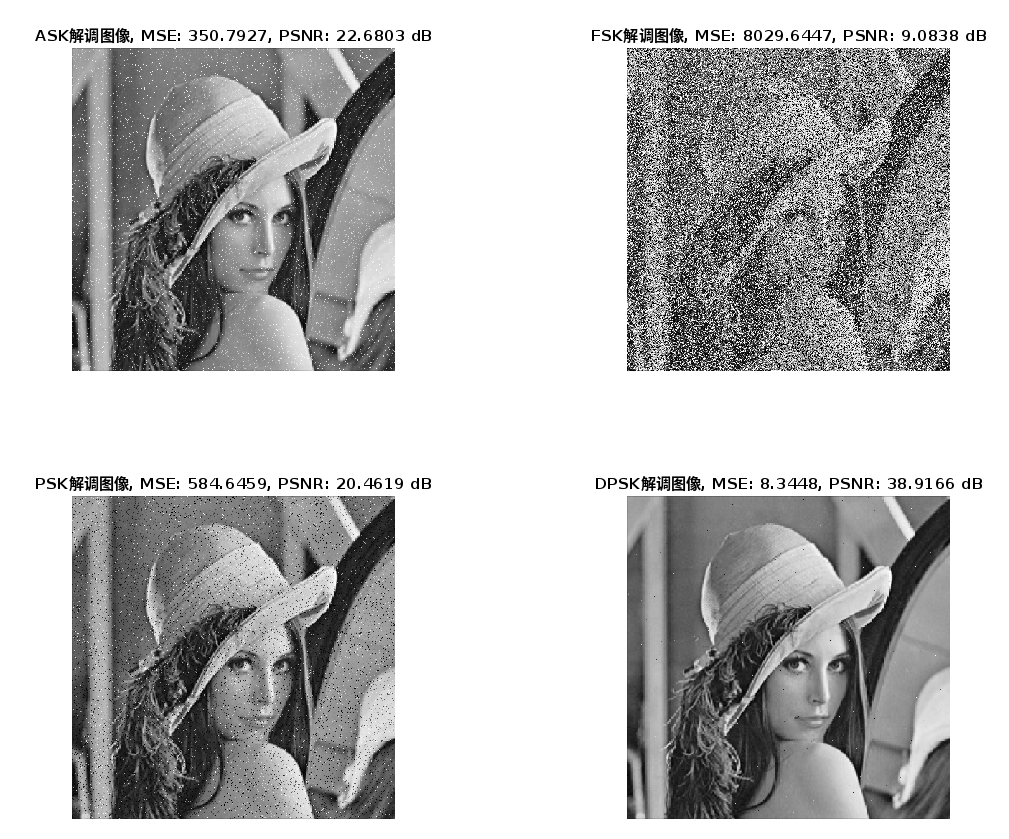 ASK解调图像, MSE: 350.7927, PSNR: 22.6803 dB
FSK解调图像, MSE: 8029.6447, PSNR: 9.0838 dB
PSK解调图像, MSE: 584.6459, PSNR: 20.4619 dB
DPSK解调图像, MSE: 8.3448, PSNR: 38.9166 dB